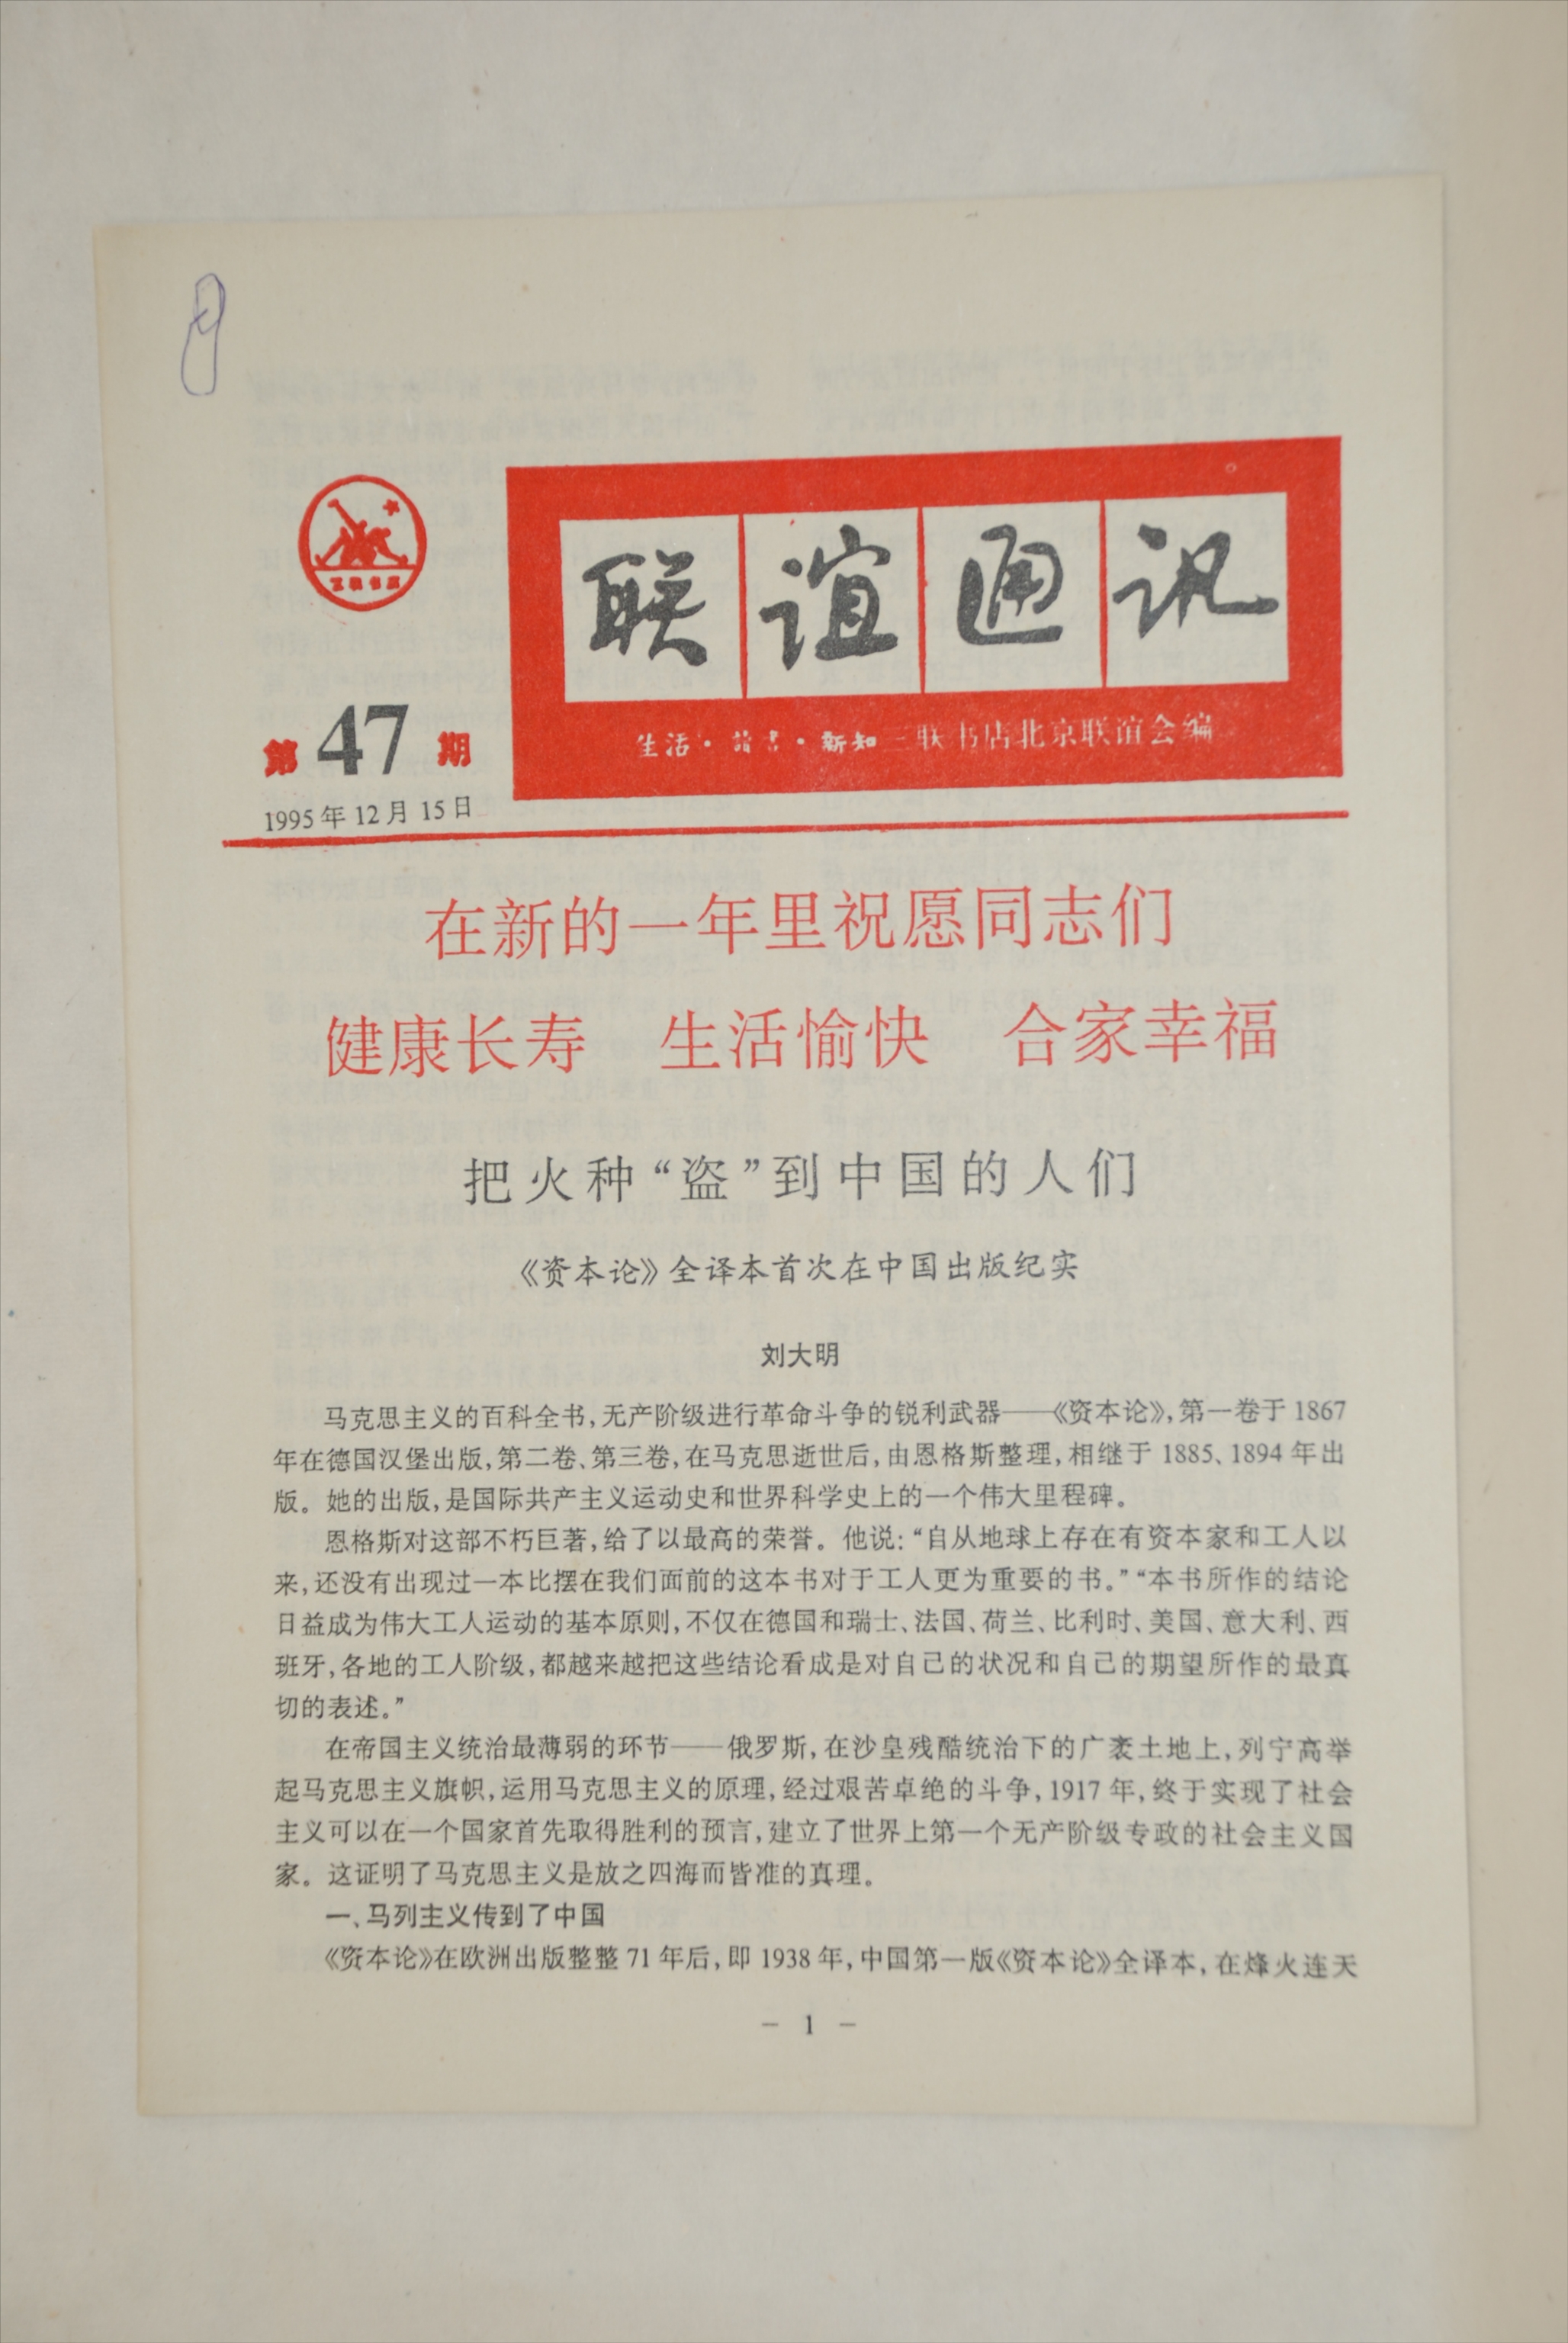 三联书店
联谊通讯
生活·读书·新知三联书店北京联谊会编
第47期
1995年12月15日
在新的一年里祝愿同志们
健康长寿 生活愉快 合家幸福
把火种“盗”到中国的人们
《资本论》全译本首次在中国出版纪实
刘大明
马克思主义的百科全书,无产阶级进行革命斗争的锐利武器——《资本论》,第一卷于1867
年在德国汉堡出版,第二卷、第三卷,在马克思逝世后,由恩格斯整理,相继于1885、1894年出
版。她的出版,是国际共产主义运动史和世界科学史上的一个伟大里程碑。
恩格斯对这部不朽巨著,给了以最高的荣誉。他说:“自从地球上存在有资本家和工人以
来,还没有出现过一本比摆在我们面前的这本书对于工人更为重要的书。”“本书所作的结论
日益成为伟大工人运动的基本原则,不仅在德国和瑞士、法国、荷兰、比利时、美国、意大利、西
班牙,各地的工人阶级,都越来越把这些结论看成是对自己的状况和自己的期望所作的最真
切的表述。”
在帝国主义统治最薄弱的环节——俄罗斯,在沙皇残酷统治下的广袤土地上,列宁高举
起马克思主义旗帜,运用马克思主义的原理,经过艰苦卓绝的斗争,1917年,终于实现了社会
主义可以在一个国家首先取得胜利的预言,建立了世界上第一个无产阶级专政的社会主义国
家。这证明了马克思主义是放之四海而皆准的真理。
一、马列主义传到了中国
《资本论》在欧洲出版整整71年后,即1938年,中国第一版《资本论》全译本,在烽火连天
– 1 –